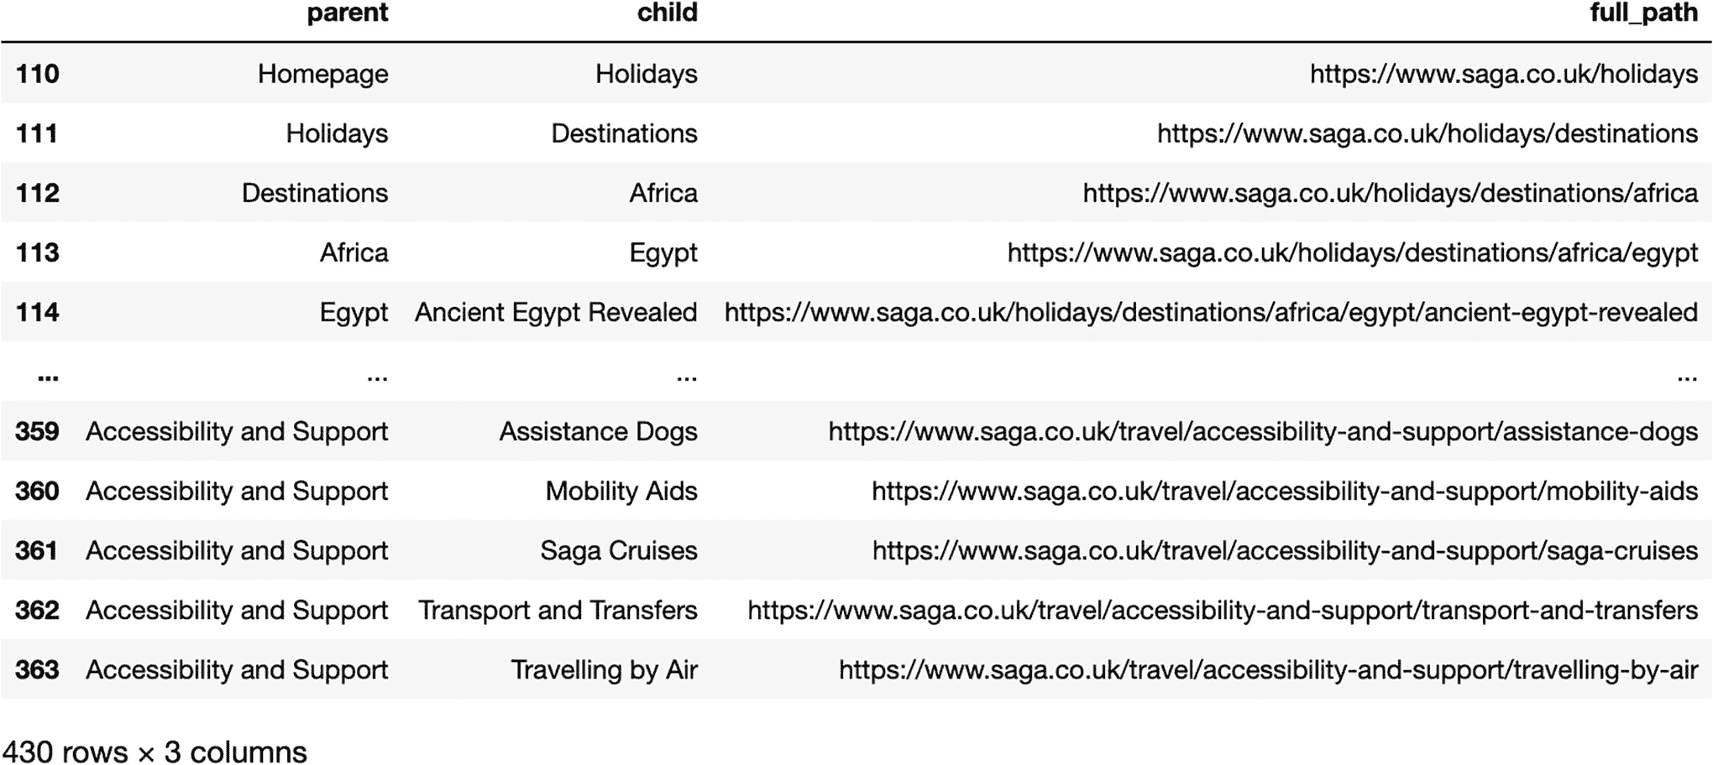 parent child full_path
110 Homepage Holidays https://www.saga.co.uk/holidays
111 Holidays Destinations https://www.saga.co.uk/holidays/destinations
112 Destinations Africa https://www.saga.co.uk/holidays/destinations/africa
113 Africa Egypt https://www.saga.co.uk/holidays/destinations/africa/egypt
114 Egypt Ancient Egypt Revealed https://www.saga.co.uk/holidays/destinations/africa/egypt/ancient-egypt-revealed
... ... ... ...
359 Accessibility and Support Assistance Dogs https://www.saga.co.uk/travel/accessibility-and-support/assistance-dogs
360 Accessibility and Support Mobility Aids https://www.saga.co.uk/travel/accessibility-and-support/mobility-aids
361 Accessibility and Support Saga Cruises https://www.saga.co.uk/travel/accessibility-and-support/saga-cruises
362 Accessibility and Support Transport and Transfers https://www.saga.co.uk/travel/accessibility-and-support/transport-and-transfers
363 Accessibility and Support Travelling by Air https://www.saga.co.uk/travel/accessibility-and-support/travelling-by-air
430 rows × 3 columns